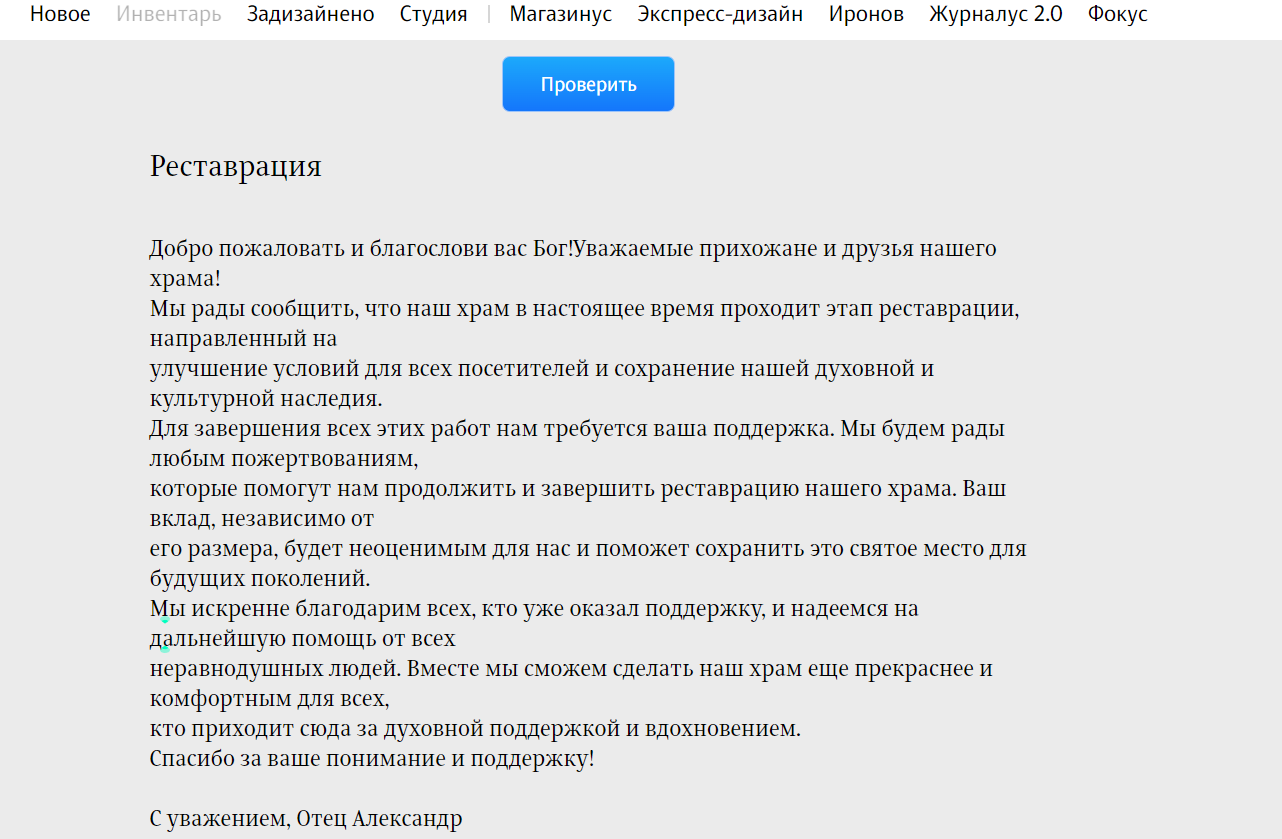 Новое Инвентарь Задизайнено Студия | Магазинус Экспресс-дизайн Иронов Журналус 2.0 Фокус
Проверить
Реставрация
Добро пожаловать и благослови вас Бог!Уважаемые прихожане и друзья нашего
храма!
Мы рады сообщить, что наш храм в настоящее время проходит этап реставрации,
направленный на
улучшение условий для всех посетителей и сохранение нашей духовной и
культурной наследия.
Для завершения всех этих работ нам требуется ваша поддержка. Мы будем рады
любым пожертвованиям,
которые помогут нам продолжить и завершить реставрацию нашего храма. Ваш
вклад, независимо от
его размера, будет неоценимым для нас и поможет сохранить это святое место для
будущих поколений.
Мы искренне благодарим всех, кто уже оказал поддержку, и надеемся на
дальнейшую помощь от всех
неравнодушных людей. Вместе мы сможем сделать наш храм еще прекраснее и
комфортным для всех,
кто приходит сюда за духовной поддержкой и вдохновением.
Спасибо за ваше понимание и поддержку!
С уважением, Отец Александр